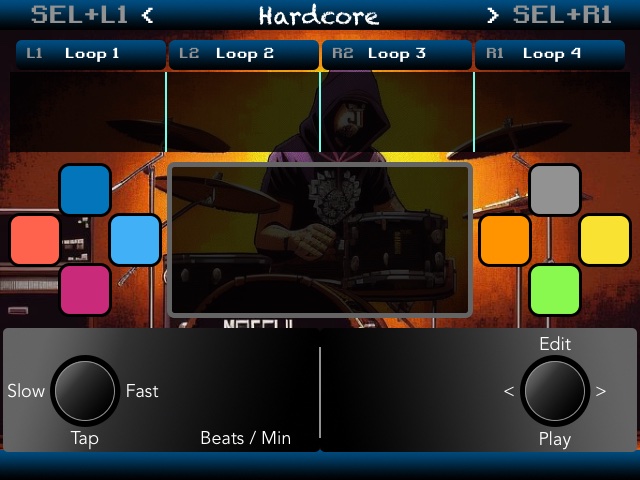 SEL+L1 < Hardcore > SEL+R1
L1 Loop 1 L2 Loop 2 R2 Loop 3 R1 Loop 4
Edit
Slow Fast < >
Tap Beats / Min Play